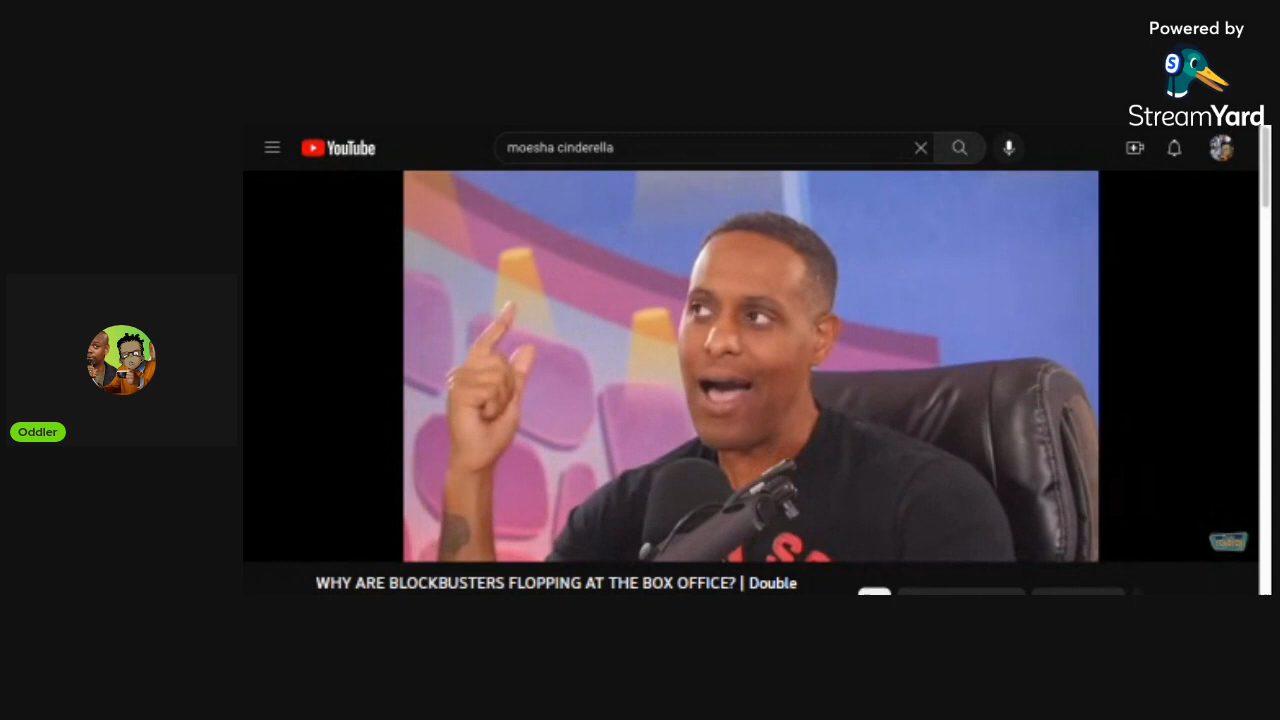 Powered by
StreamYard
YouTube
moesha cinderella
Oddler
WHY ARE BLOCKBUSTERS FLOPPING AT THE BOX OFFICE? | Double